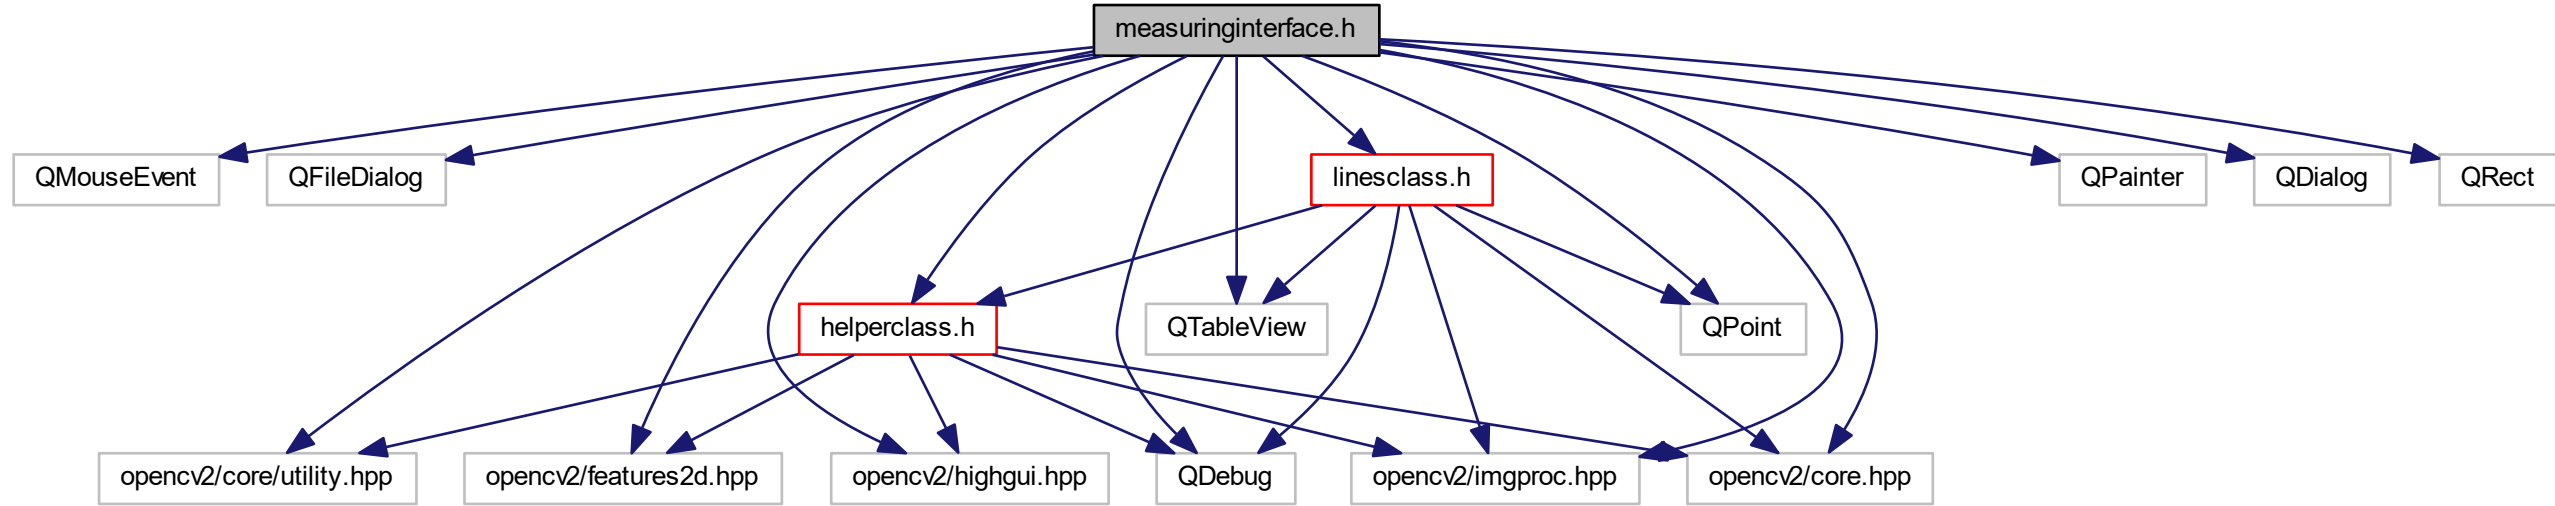 measuringinterface.h
QMouseEvent
QFileDialog
linesclass.h
QPainter
QDialog
QRect
helperclass.h
QTableView
QPoint
opencv2/core/utility.hpp
opencv2/features2d.hpp
opencv2/highgui.hpp
QDebug
opencv2/imgproc.hpp
opencv2/core.hpp